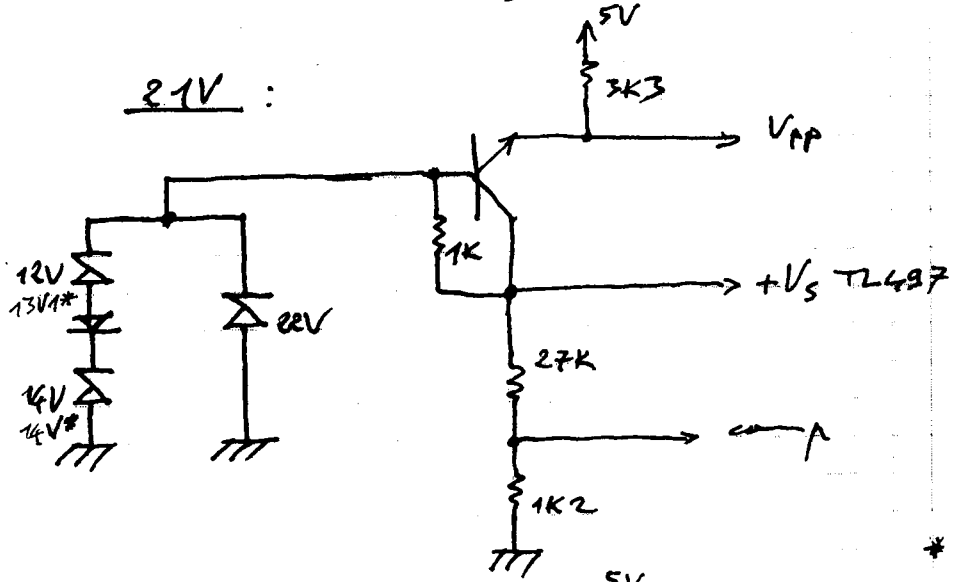 5V
21V :
3K3
Vpp
1K
12V
13V1*
+Vs TL497
22V
27K
14V
14V*
1K2
*
5V